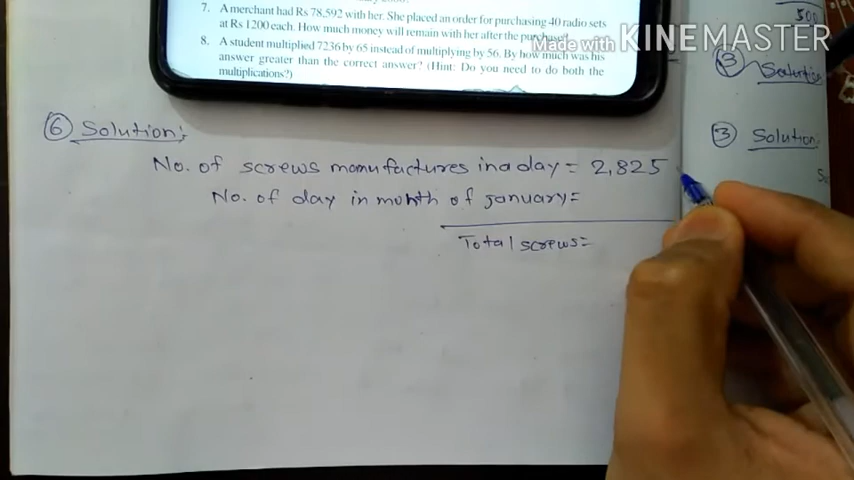 7. A merchant had Rs 78,592 with her. She placed an order for purchasing 40 radio sets
at Rs 1200 each. How much money will remain with her after the purchase?
8. A student multiplied 7236 by 65 instead of multiplying by 56. By how much was his
answer greater than the correct answer? (Hint: Do you need to do both the
multiplications?)
Made with KINEMASTER
500
3 Solution
6 Solution:
No. of screws manufactures in a day = 2,825
No. of day in month of january =
Total screws =
3 Solution